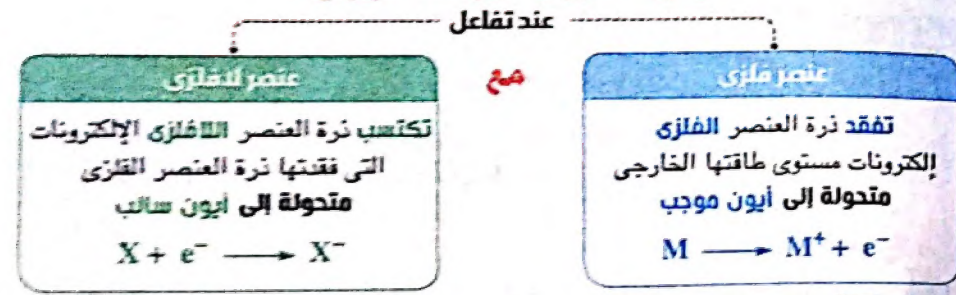 عند تفاعل
عنصر فلزى
مع
عنصر لافلزى
تفقد ذرة العنصر الفلزى
إلكترونات مستوى طاقتها الخارجى
متحولة إلى أيون موجب
M ⟶ M⁺ + e⁻
تكتسب ذرة العنصر اللافلزى الإلكترونات
التى فقدتها ذرة العنصر الفلزى
متحولة إلى أيون سالب
X + e⁻ ⟶ X⁻